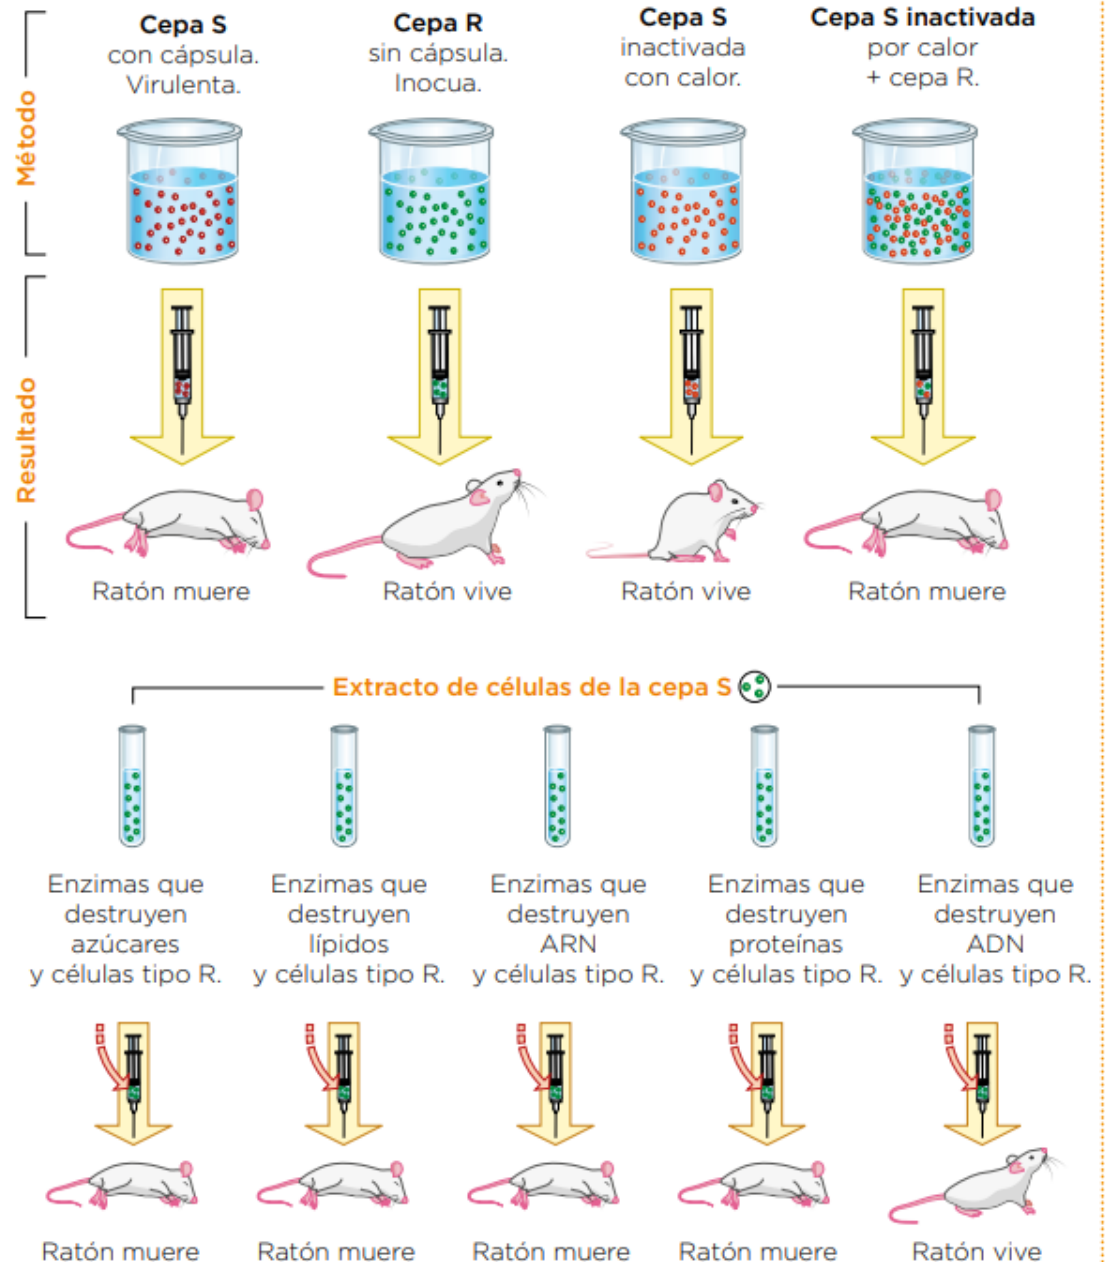 Método
Cepa S
con cápsula.
Virulenta.
Cepa R
sin cápsula.
Inocua.
Cepa S
inactivada
con calor.
Cepa S inactivada
por calor
+ cepa R.
Resultado
Ratón muere
Ratón vive
Ratón vive
Ratón muere
Extracto de células de la cepa S
Enzimas que
destruyen
azúcares
y células tipo R.
Enzimas que
destruyen
lípidos
y células tipo R.
Enzimas que
destruyen
ARN
y células tipo R.
Enzimas que
destruyen
proteínas
y células tipo R.
Enzimas que
destruyen
ADN
y células tipo R.
Ratón muere
Ratón muere
Ratón muere
Ratón muere
Ratón vive